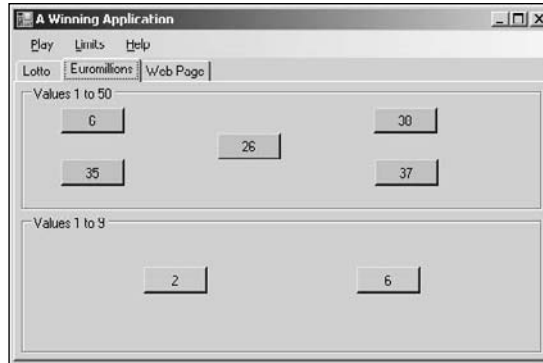 A Winning Application
Play Limits Help
Lotto Euromillions Web Page
Values 1 to 50
6 30
26
35 37
Values 1 to 9
2 6